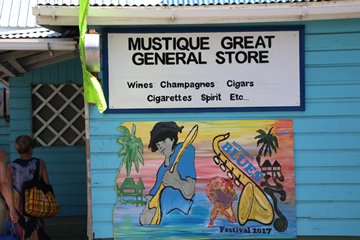 MUSTIQUE GREAT
GENERAL STORE
Wines Champagnes Cigars
Cigarettes Spirit Etc...
BLUES
Festival 2017